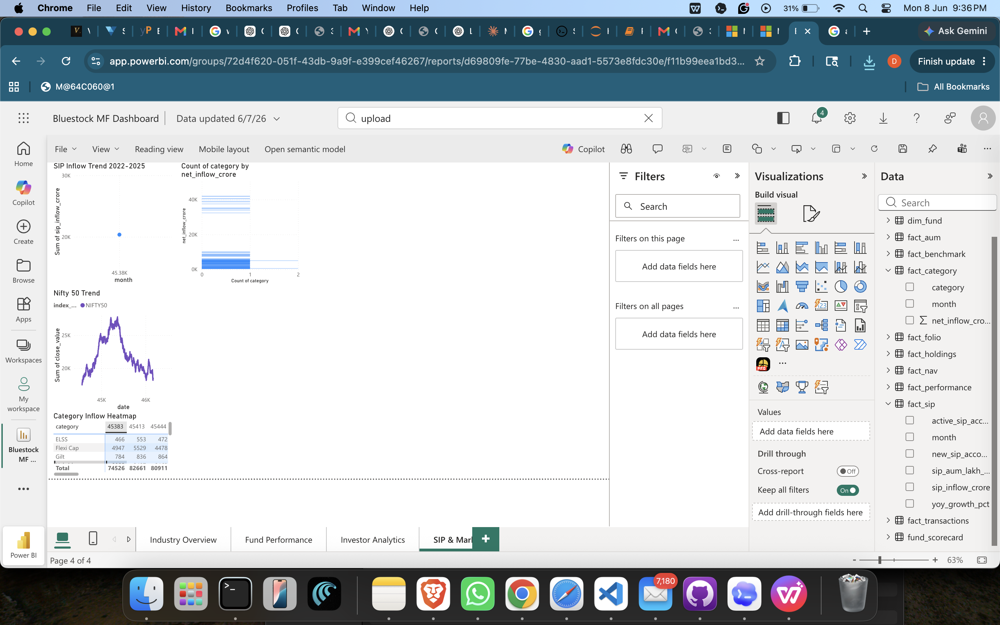 Chrome File Edit View History Bookmarks Profiles Tab Window Help 31% Mon 8 Jun 9:36 PM
Ask Gemini
app.powerbi.com/groups/72d4f620-051f-43db-9a9f-e399cef46267/reports/d69809fe-77be-4830-aad1-5573e8fdc30e/f11b99eea1bd3... D Finish update
M@64C060@1 All Bookmarks
Bluestock MF Dashboard Data updated 6/7/26 upload 4
File View Reading view Mobile layout Open semantic model Copilot
Home
Copilot
Create
Browse
Apps
Workspaces
My
workspace
Bluestock
MF ...
Power BI
SIP Inflow Trend 2022-2025
30K
20K
Sum of sip_inflow_crore
45.38K
month
Count of category by
net_inflow_crore
40K
20K
0K
net_inflow_crore
0 1 2
Count of category
Nifty 50 Trend
index_... NIFTY50
25K
20K
Sum of close_value
45K 46K
date
Category Inflow Heatmap
category 45383 45413 45444
ELSS 466 553 472
Flexi Cap 4947 5529 4478
Gilt 784 836 864
Total 74526 82661 80911
Filters
Search
Filters on this page ...
Add data fields here
Filters on all pages ...
Add data fields here
Visualizations
Build visual
123
PRO
...
Values
Add data fields here
Drill through
Cross-report Off
Keep all filters On
Add drill-through fields here
Data
Search
dim_fund
fact_aum
fact_benchmark
fact_category
category
month
net_inflow_cro...
fact_folio
fact_holdings
fact_nav
fact_performance
fact_sip
active_sip_acc...
month
new_sip_acco...
sip_aum_lakh_...
sip_inflow_crore
yoy_growth_pct
fact_transactions
fund_scorecard
Industry Overview Fund Performance Investor Analytics SIP & Mar +
Page 4 of 4 - + 63%
7,180